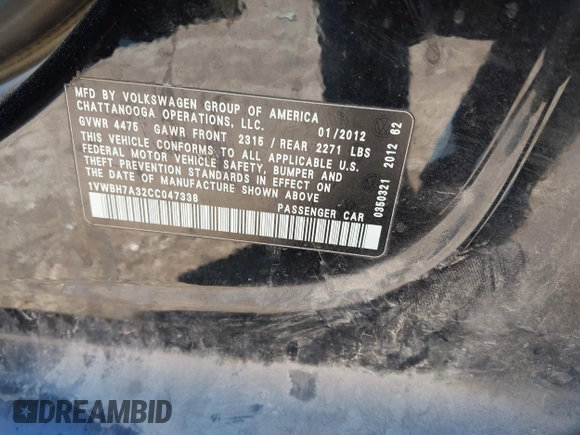 MFD BY VOLKSWAGEN GROUP OF AMERICA
CHATTANOOGA OPERATIONS, LLC. 01/2012
GVWR 4475 GAWR FRONT 2315 / REAR 2271 LBS
THIS VEHICLE CONFORMS TO ALL APPLICABLE U.S.
FEDERAL MOTOR VEHICLE SAFETY, BUMPER AND
THEFT PREVENTION STANDARDS IN EFFECT ON
THE DATE OF MANUFACTURE SHOWN ABOVE
1VWBH7A32CC047338
PASSENGER CAR
0350321 2012 62
DREAMBID